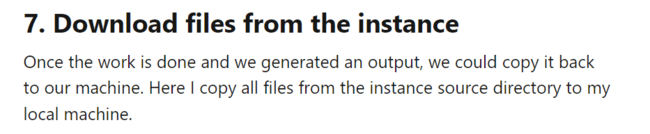 7. Download files from the instance
Once the work is done and we generated an output, we could copy it back
to our machine. Here I copy all files from the instance source directory to my
local machine.